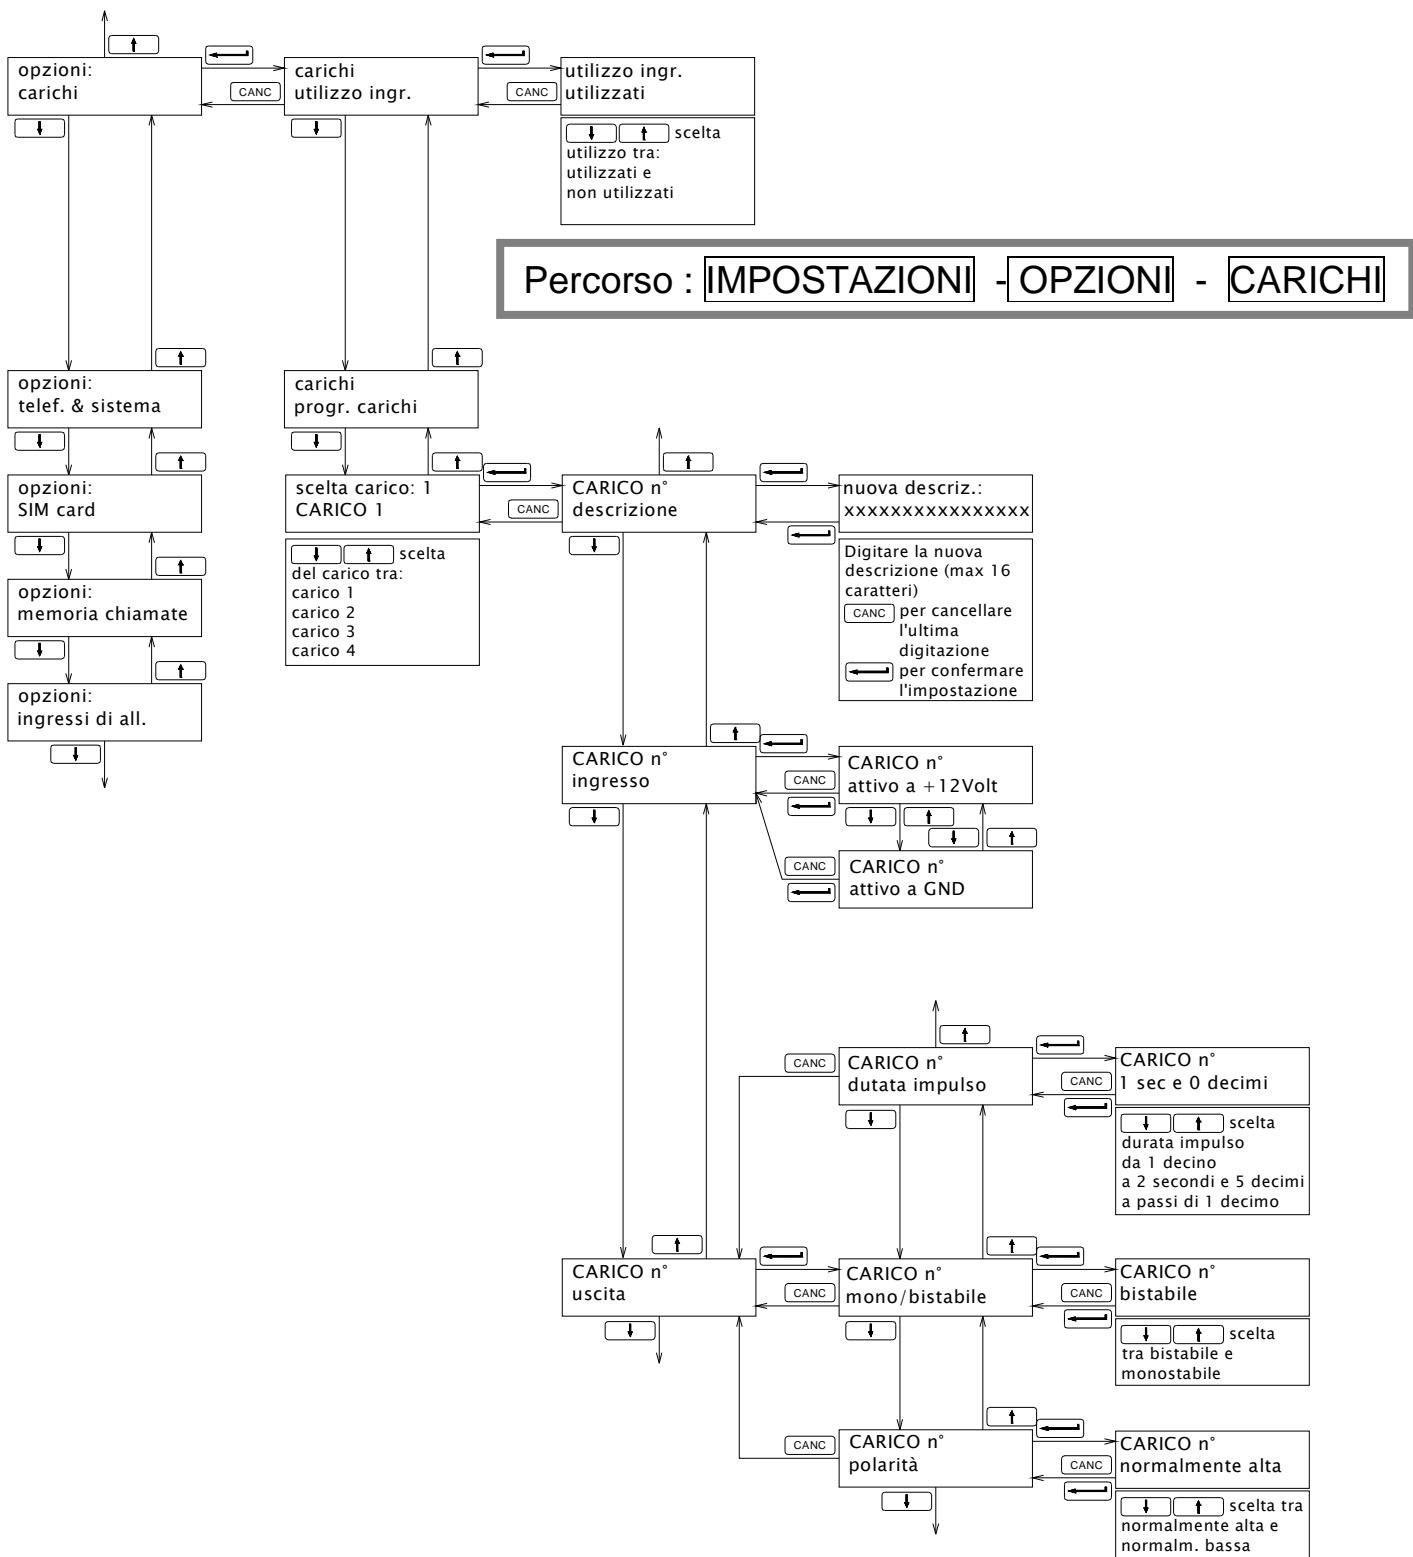 opzioni:
carichi
CANC
carichi
utilizzo ingr.
CANC
utilizzo ingr.
utilizzati
scelta
utilizzo tra:
utilizzati e
non utilizzati
Percorso : IMPOSTAZIONI - OPZIONI - CARICHI
opzioni:
telef. & sistema
carichi
progr. carichi
opzioni:
SIM card
scelta carico: 1
CARICO 1
CANC
CARICO n°
descrizione
nuova descriz.:
xxxxxxxxxxxxxxxx
scelta
del carico tra:
carico 1
carico 2
carico 3
carico 4
Digitare la nuova
descrizione (max 16
caratteri)
CANC per cancellare
l'ultima
digitazione
per confermare
l'impostazione
opzioni:
memoria chiamate
opzioni:
ingressi di all.
CARICO n°
ingresso
CANC
CARICO n°
attivo a +12Volt
CANC
CARICO n°
attivo a GND
CANC
CARICO n°
dutata impulso
CANC
CARICO n°
1 sec e 0 decimi
scelta
durata impulso
da 1 decino
a 2 secondi e 5 decimi
a passi di 1 decimo
CARICO n°
uscita
CANC
CARICO n°
mono/bistabile
CANC
CARICO n°
bistabile
scelta
tra bistabile e
monostabile
CANC
CARICO n°
polarità
CANC
CARICO n°
normalmente alta
scelta tra
normalmente alta e
normalm. bassa